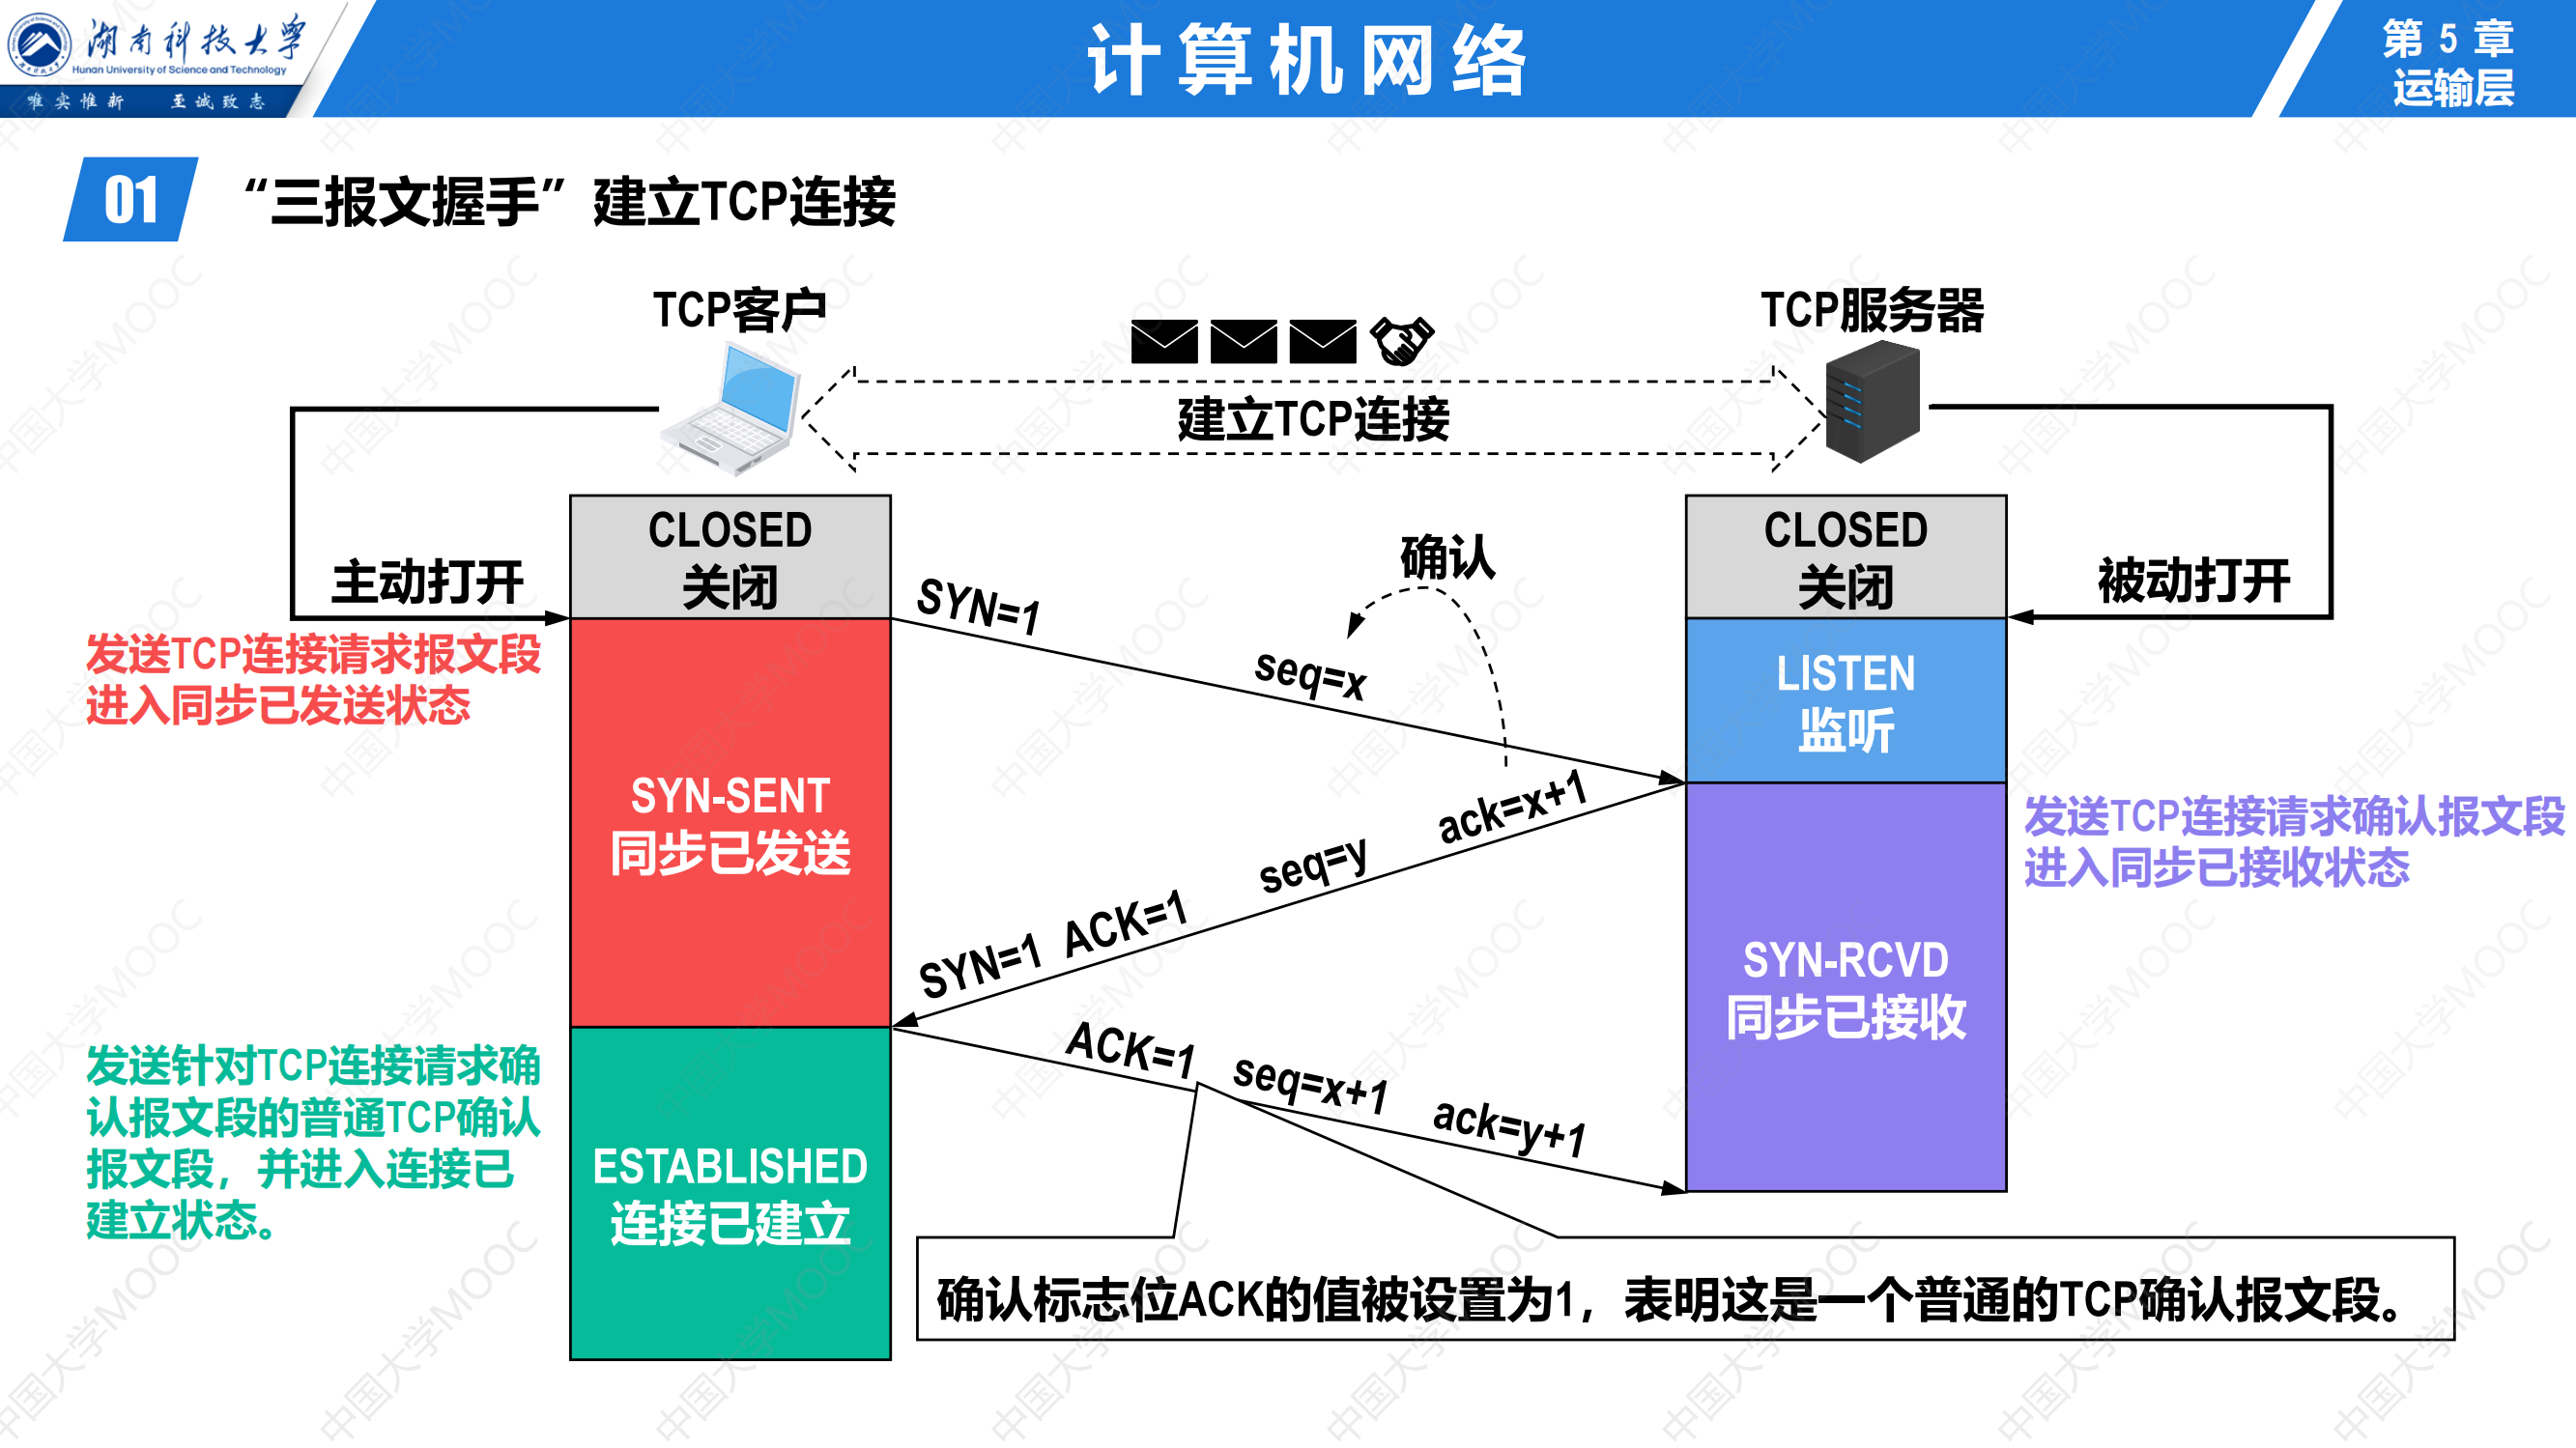 湖南科技大学
Hunan University of Science and Technology
唯实惟新 至诚致志
计算机网络
第 5 章
运输层
01
“三报文握手”建立TCP连接
TCP客户
TCP服务器
建立TCP连接
主动打开
CLOSED
关闭
确认
CLOSED
关闭
被动打开
发送TCP连接请求报文段
进入同步已发送状态
SYN=1
seq=x
LISTEN
监听
SYN-SENT
同步已发送
ack=x+1
seq=y
SYN=1 ACK=1
发送TCP连接请求确认报文段
进入同步已接收状态
SYN-RCVD
同步已接收
发送针对TCP连接请求确
认报文段的普通TCP确认
报文段，并进入连接已
建立状态。
ACK=1 seq=x+1 ack=y+1
ESTABLISHED
连接已建立
确认标志位ACK的值被设置为1，表明这是一个普通的TCP确认报文段。
中国大学MOOC